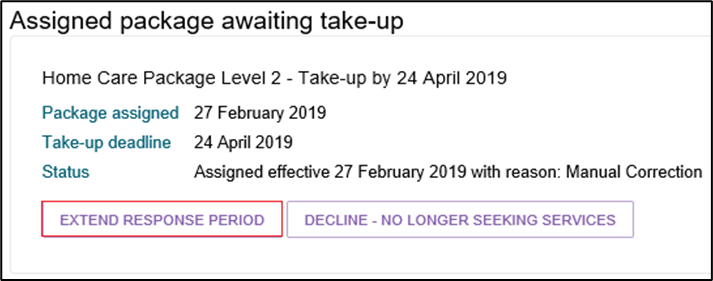 Assigned package awaiting take-up
Home Care Package Level 2 - Take-up by 24 April 2019
Package assigned 27 February 2019
Take-up deadline 24 April 2019
Status Assigned effective 27 February 2019 with reason: Manual Correction
EXTEND RESPONSE PERIOD DECLINE - NO LONGER SEEKING SERVICES